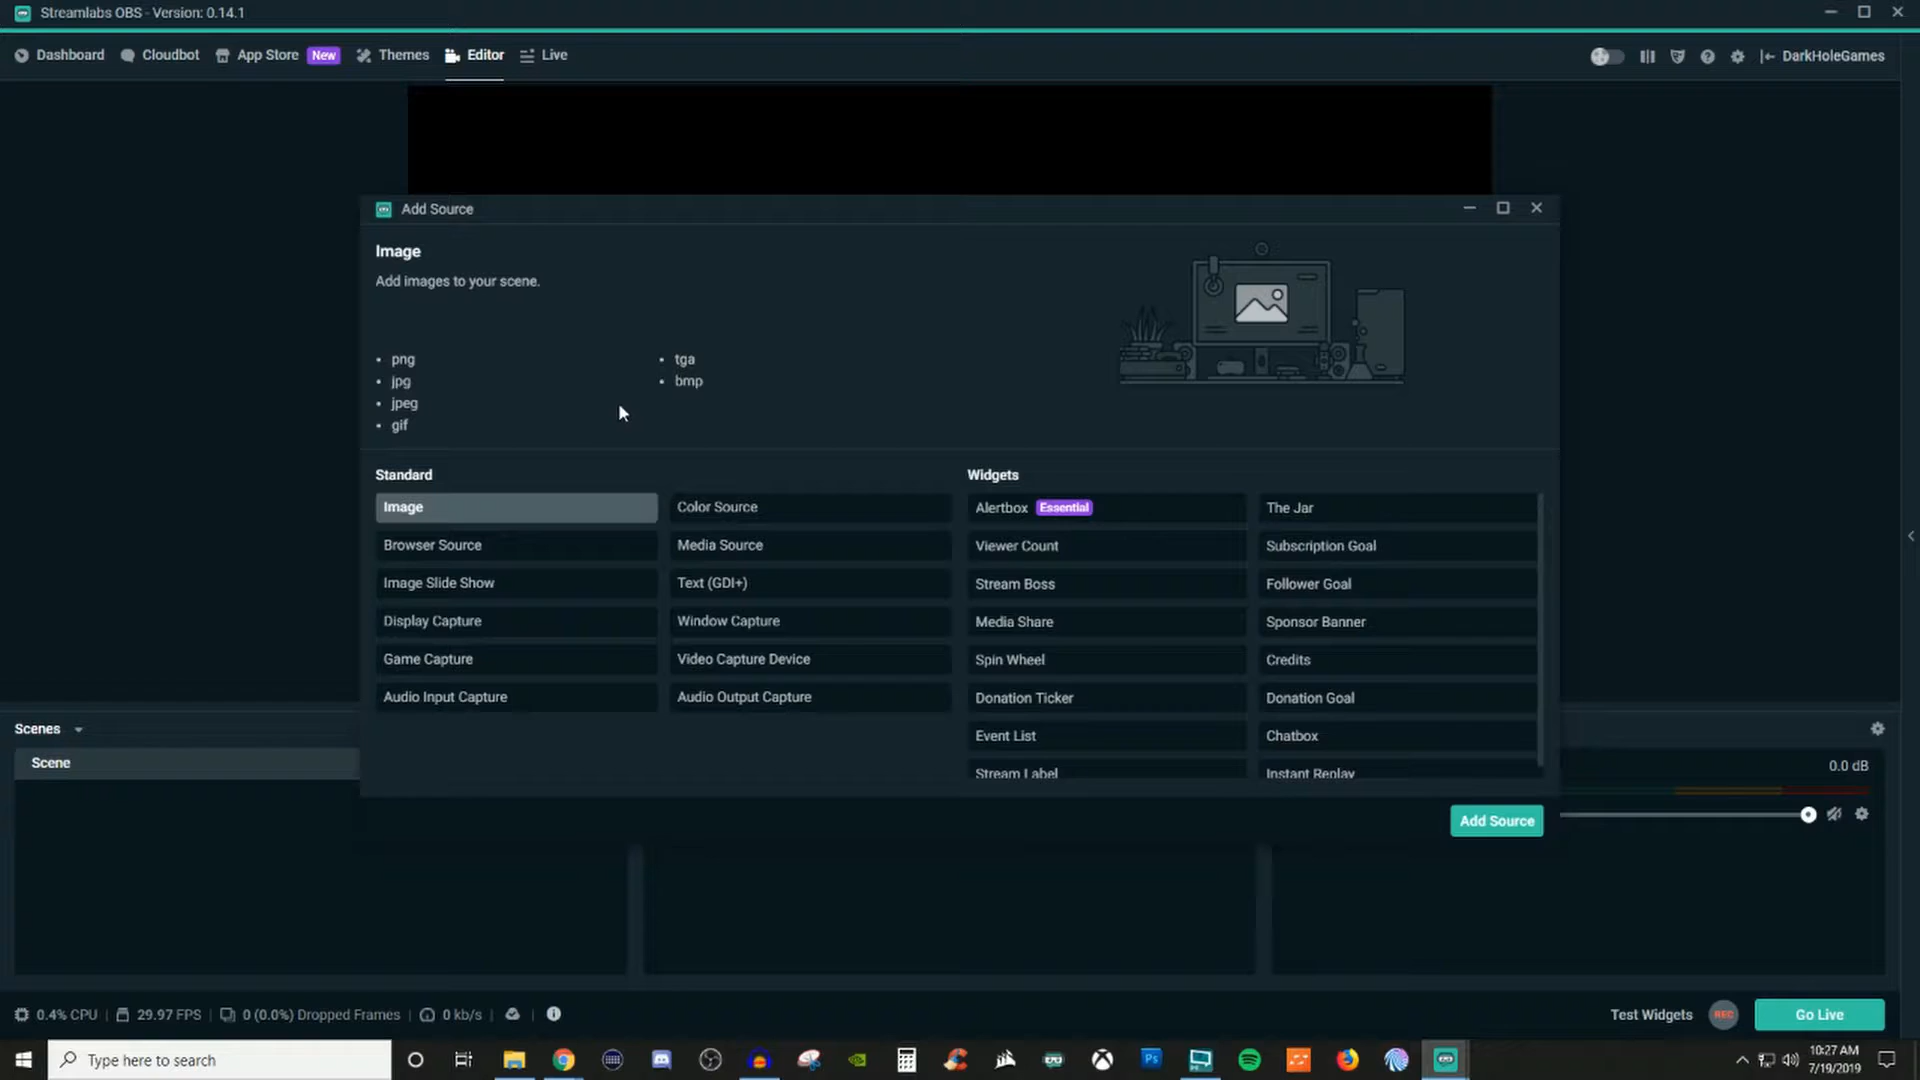 Streamlabs OBS - Version: 0.14.1
Dashboard Cloudbot App Store New Themes Editor Live DarkHoleGames
Add Source
Image
Add images to your scene.
• png
• jpg
• jpeg
• gif
• tga
• bmp
Standard
Image Color Source
Browser Source Media Source
Image Slide Show Text (GDI+)
Display Capture Window Capture
Game Capture Video Capture Device
Audio Input Capture Audio Output Capture
Widgets
Alertbox Essential The Jar
Viewer Count Subscription Goal
Stream Boss Follower Goal
Media Share Sponsor Banner
Spin Wheel Credits
Donation Ticker Donation Goal
Event List Chatbox
Stream Label Instant Replay
Add Source
Scenes
Scene
0.0 dB
0.4% CPU 29.97 FPS 0 (0.0%) Dropped Frames 0 kb/s Test Widgets REC Go Live
Type here to search
Ps
10:27 AM
7/19/2019